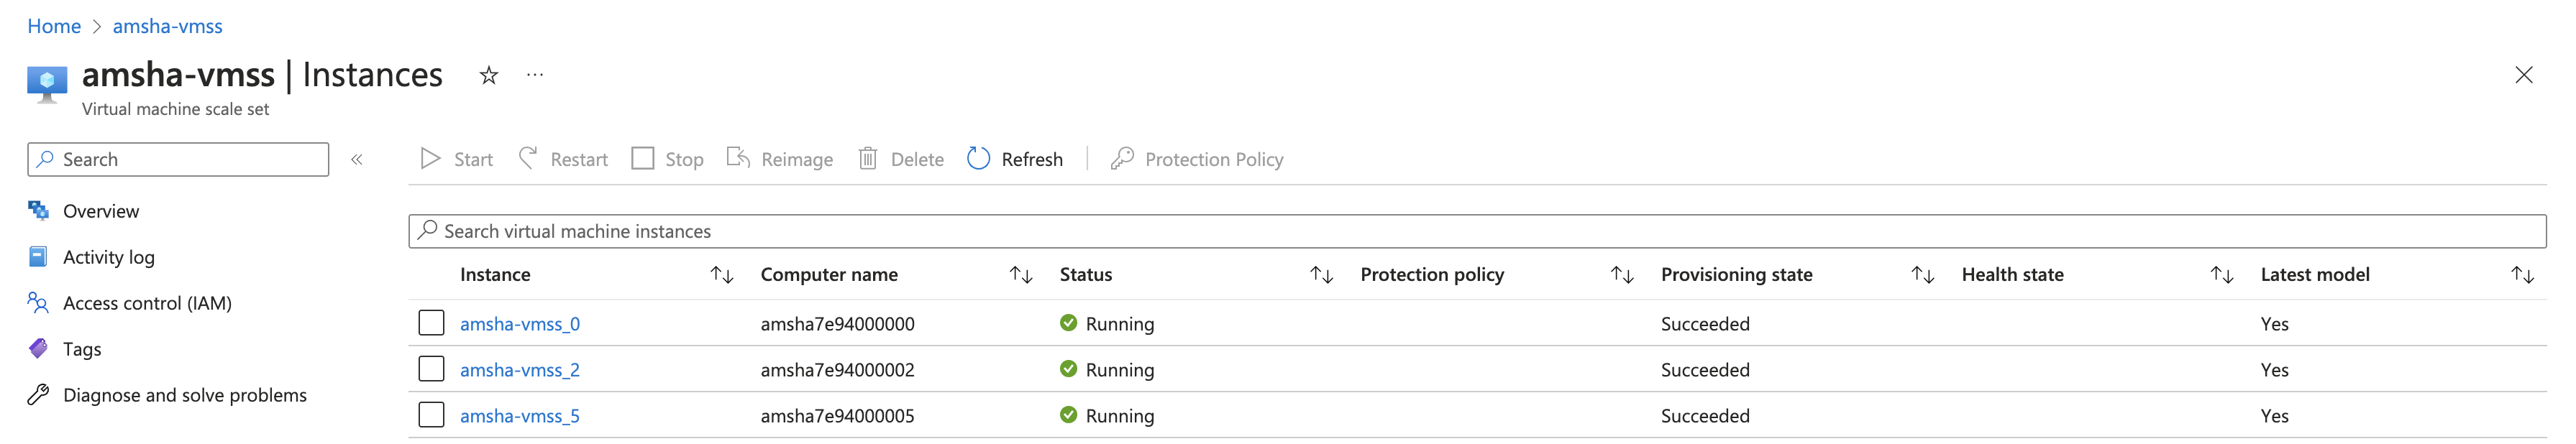 Home > amsha-vmss
amsha-vmss | Instances ☆ ...
Virtual machine scale set
Search «
Start Restart Stop Reimage Delete Refresh Protection Policy
Overview
Activity log
Access control (IAM)
Tags
Diagnose and solve problems
Search virtual machine instances
Instance ↑↓ Computer name ↑↓ Status ↑↓ Protection policy ↑↓ Provisioning state ↑↓ Health state ↑↓ Latest model ↑↓
amsha-vmss_0 amsha7e94000000 Running Succeeded Yes
amsha-vmss_2 amsha7e94000002 Running Succeeded Yes
amsha-vmss_5 amsha7e94000005 Running Succeeded Yes